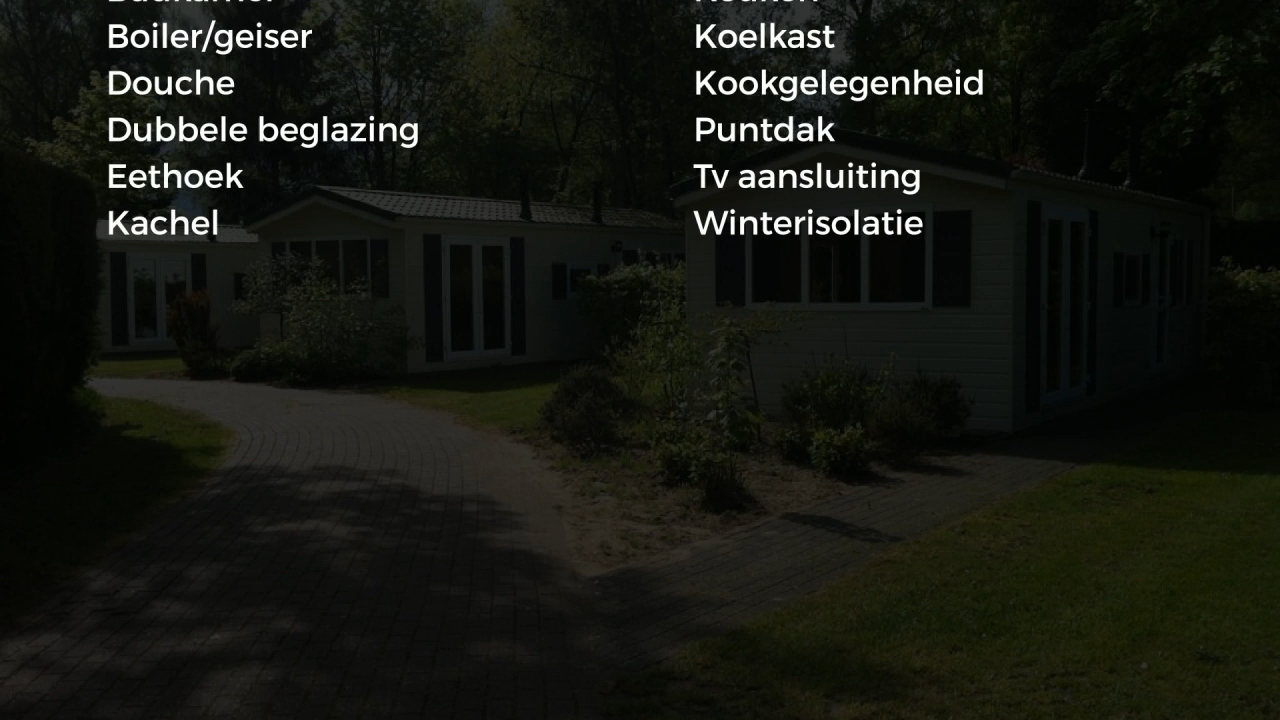 Boiler/geiser
Douche
Dubbele beglazing
Eethoek
Kachel
Koelkast
Kookgelegenheid
Puntdak
Tv aansluiting
Winterisolatie